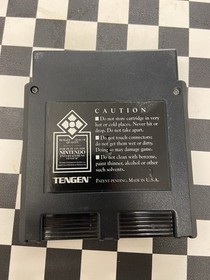 CAUTION
■ Do not store cartridge in very
hot or cold places. Never hit or
drop. Do not take apart.
■ Do not touch connectors;
do not get them wet or dirty.
Doing so may damage game.
■ Do not clean with benzene,
paint thinner, alcohol or other
such solvents.
NINTENDO
ENTERTAINMENT
TENGEN
PATENT PENDING. MADE IN U.S.A.